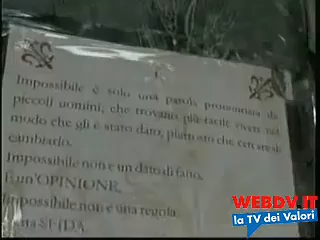 Impossibile è solo una parola pronunciata da
piccoli uomini, che trovano più facile vivere nel
modo che gli è stato dato, piuttosto che cercare di
cambiarlo.
Impossibile non è un dato di fatto.
È un'OPINIONE.
Impossibile non è una regola.
una SFIDA.
WEBDV.IT
la TV dei Valori